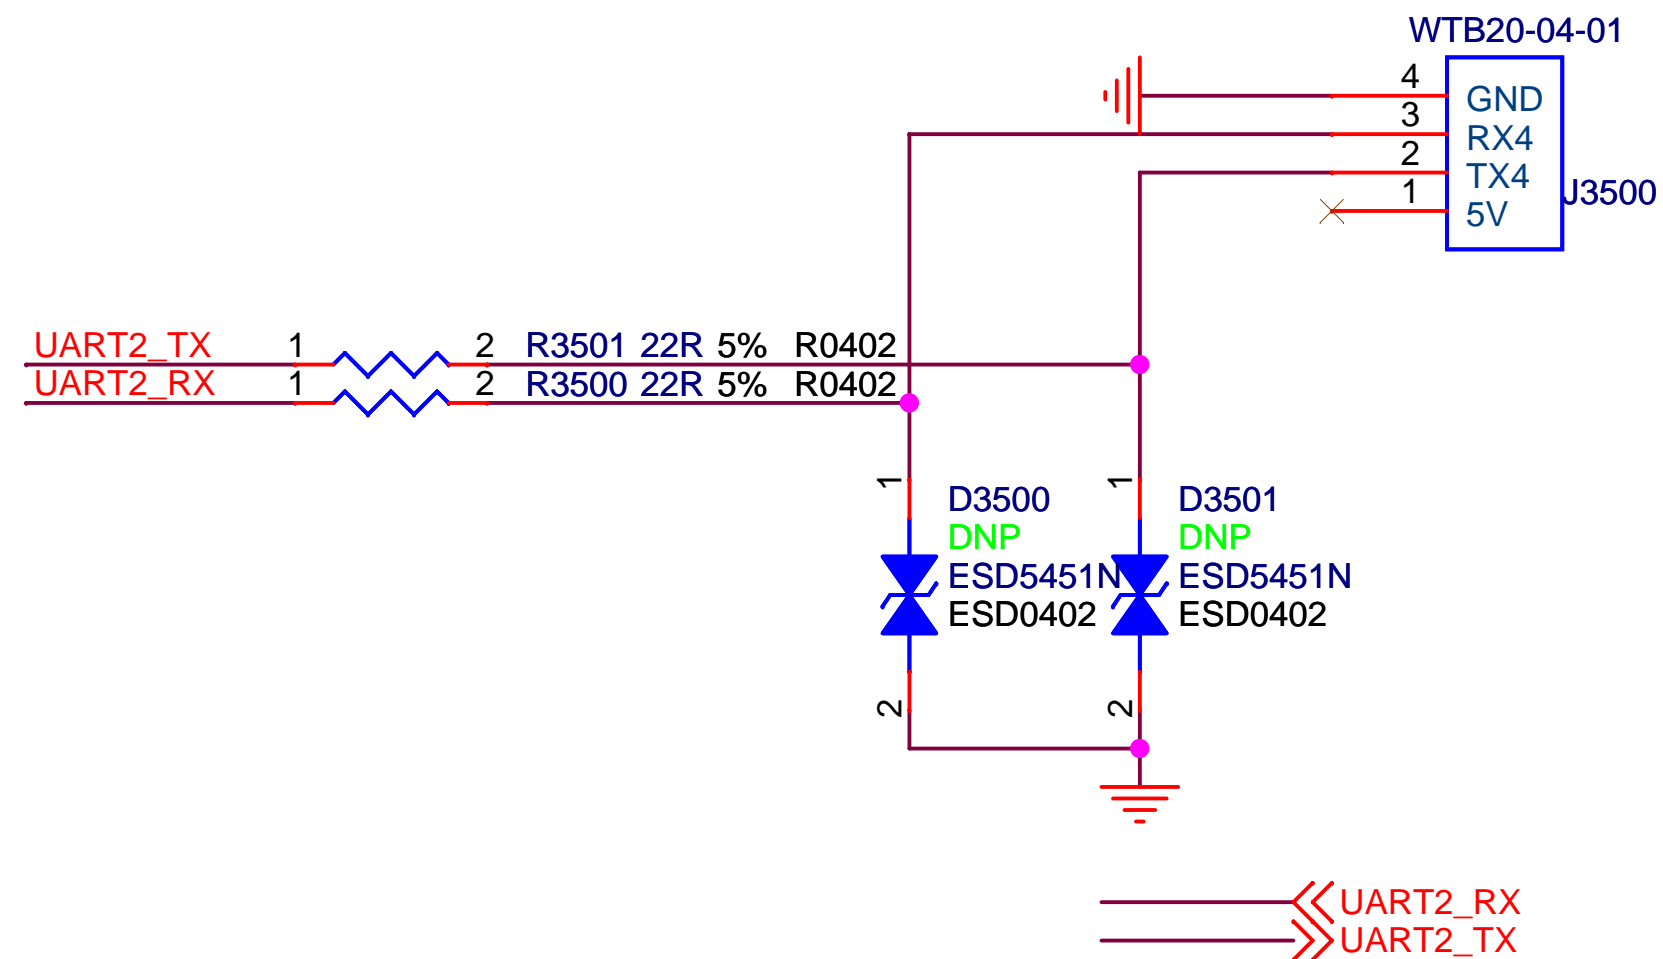 WTB20-04-01
4 GND
3 RX4
2 TX4
1 5V
J3500
UART2_TX 1 2 R3501 22R 5% R0402
UART2_RX 1 2 R3500 22R 5% R0402
1 D3500
DNP
ESD5451N
ESD0402
2
1 D3501
DNP
ESD5451N
ESD0402
2
UART2_RX
UART2_TX